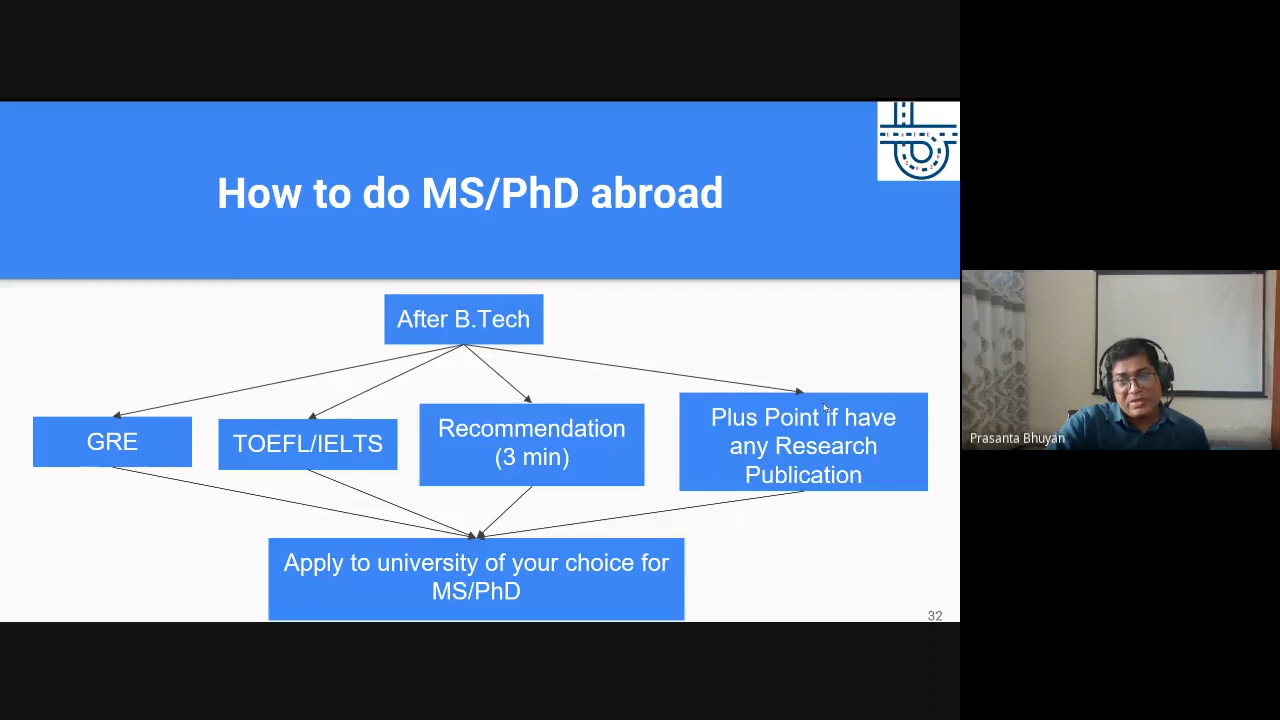 How to do MS/PhD abroad
After B.Tech
GRE
TOEFL/IELTS
Recommendation
(3 min)
Plus Point if have
any Research
Publication
Apply to university of your choice for
MS/PhD
32
Prasanta Bhuyan